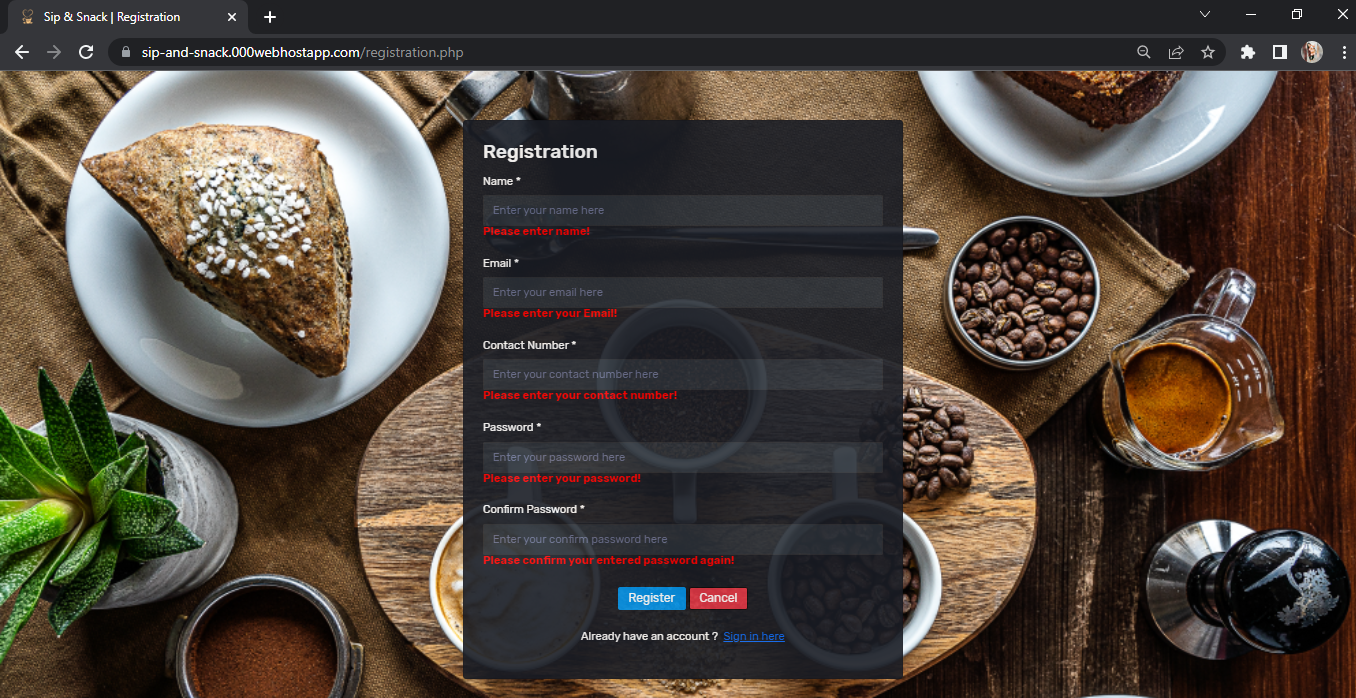 Sip & Snack | Registration
sip-and-snack.000webhostapp.com/registration.php
Registration
Name *
Enter your name here
Please enter name!
Email *
Enter your email here
Please enter your Email!
Contact Number *
Enter your contact number here
Please enter your contact number!
Password *
Enter your password here
Please enter your password!
Confirm Password *
Enter your confirm password here
Please confirm your entered password again!
Register Cancel
Already have an account ? Sign in here